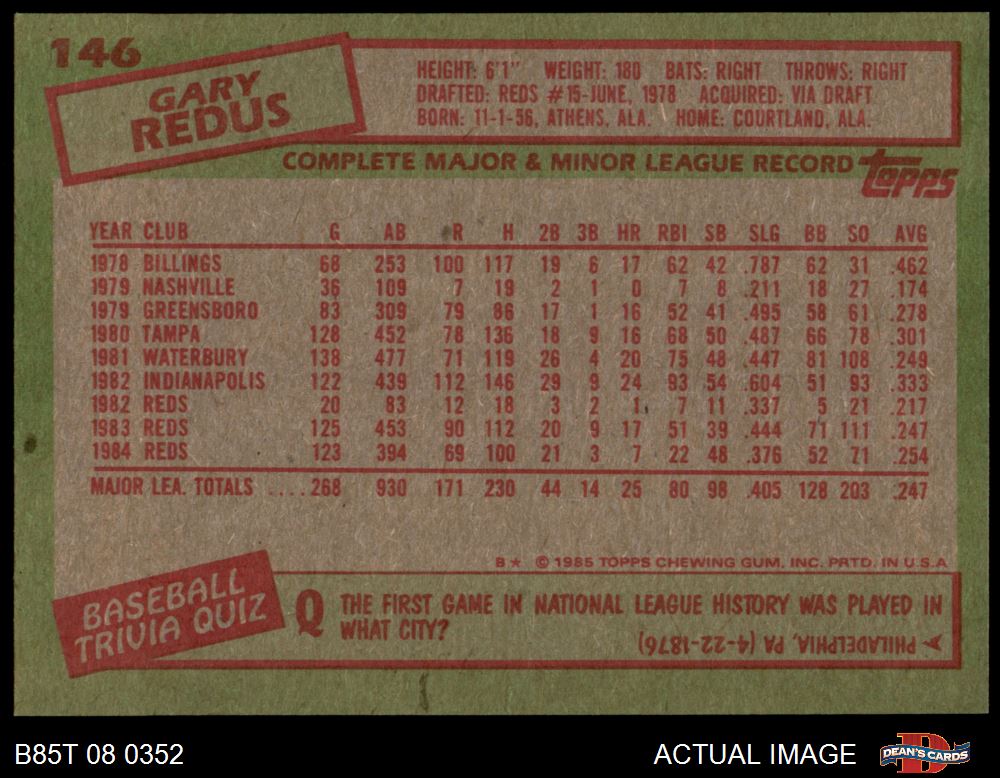 146
GARY
REDUS
HEIGHT: 6'1" WEIGHT: 180 BATS: RIGHT THROWS: RIGHT
DRAFTED: REDS #15-JUNE, 1978 ACQUIRED: VIA DRAFT
BORN: 11-1-56, ATHENS, ALA. HOME: COURTLAND, ALA.
COMPLETE MAJOR & MINOR LEAGUE RECORD topps
YEAR CLUB G AB R H 2B 3B HR RBI SB SLG BB SO AVG
1978 BILLINGS 68 253 100 117 19 6 17 62 42 .787 62 31 .462
1979 NASHVILLE 36 109 7 19 2 1 0 7 8 .211 18 27 .174
1979 GREENSBORO 83 309 79 86 17 1 16 52 41 .495 58 61 .278
1980 TAMPA 128 452 78 136 18 9 16 68 50 .487 66 78 .301
1981 WATERBURY 138 477 71 119 26 4 20 75 48 .447 81 108 .249
1982 INDIANAPOLIS 122 439 112 146 29 9 24 93 54 .604 51 93 .333
1982 REDS 20 83 12 18 3 2 1 7 11 .337 5 21 .217
1983 REDS 125 453 90 112 20 9 17 51 39 .444 71 111 .247
1984 REDS 123 394 69 100 21 3 7 22 48 .376 52 71 .254
MAJOR LEA. TOTALS ....268 930 171 230 44 14 25 80 98 .405 128 203 .247
B★ © 1985 TOPPS CHEWING GUM, INC. PRTD. IN U.S.A
BASEBALL
TRIVIA QUIZ
Q THE FIRST GAME IN NATIONAL LEAGUE HISTORY WAS PLAYED IN
WHAT CITY?
PHILADELPHIA, PA (4-22-1876)
B85T 08 0352 ACTUAL IMAGE DEAN'S CARDS